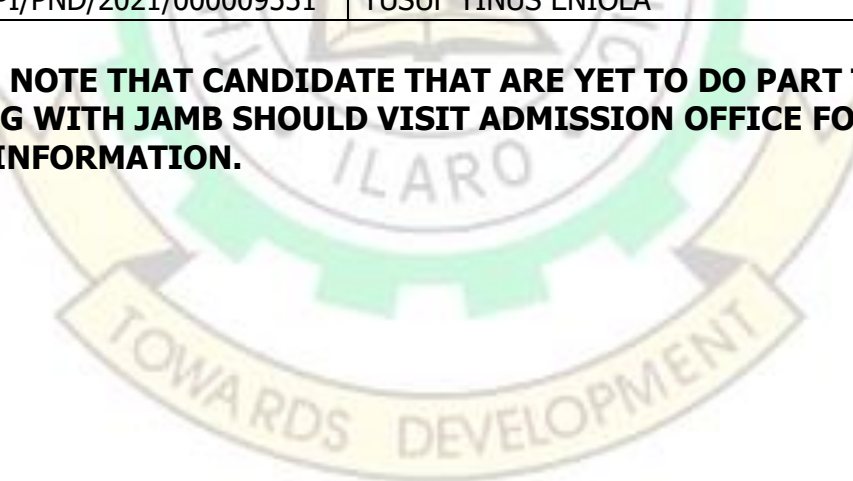 YUSUF YINUS ENIOLA
NOTE THAT CANDIDATE THAT ARE YET TO DO PART
WITH JAMB SHOULD VISIT ADMISSION OFFICE
INFORMATION.
ILARO
TOWARDS DEVELOPMENT